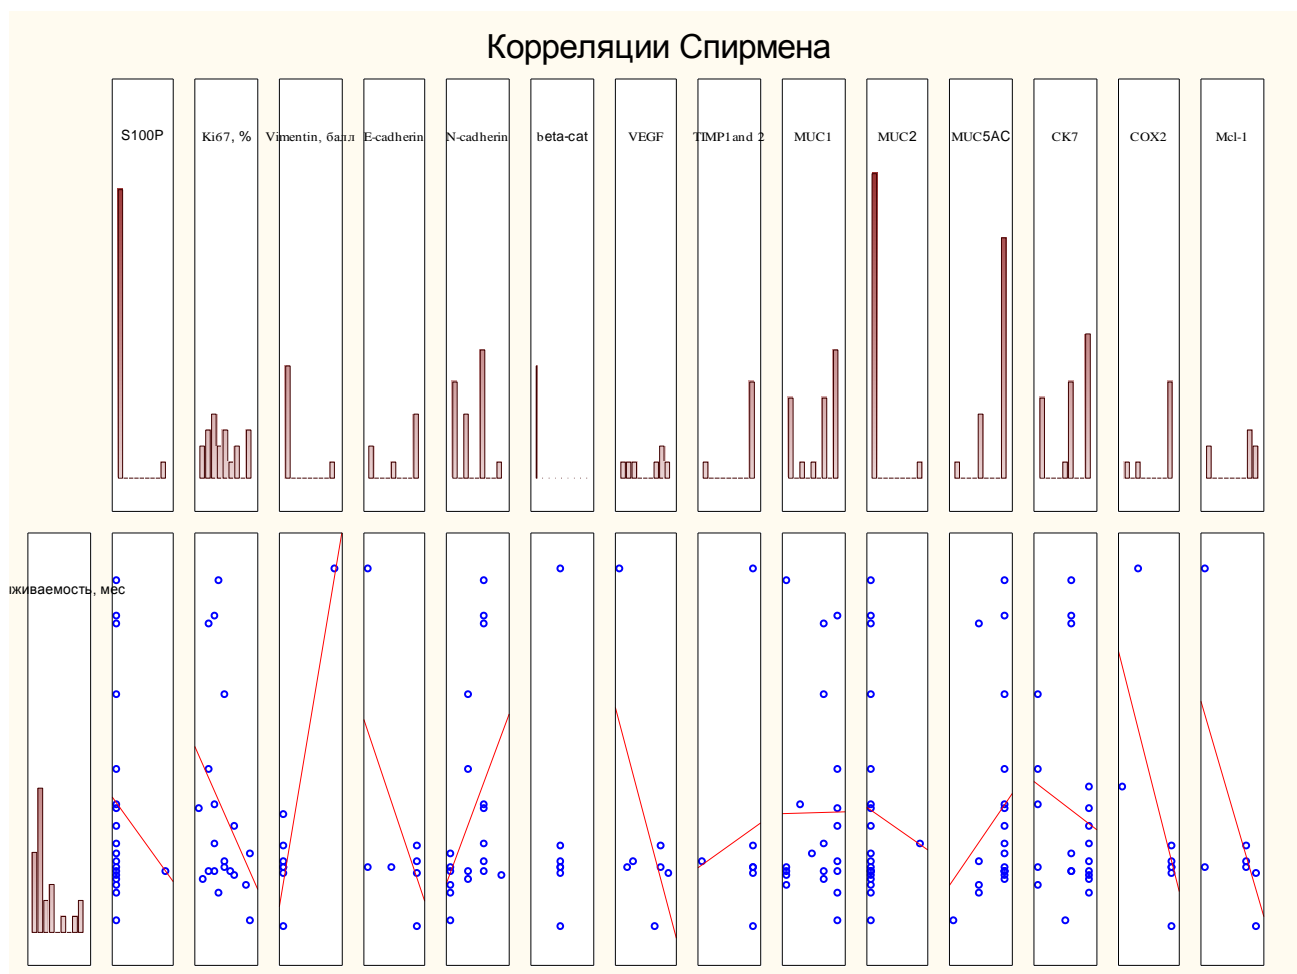 Корреляции Спирмена
S100P
Ki67, %
Vimentin, балл
E-cadherin
N-cadherin
beta-cat
VEGF
TIMP1and 2
MUC1
MUC2
MUC5AC
CK7
COX2
Mcl-1
живаемость, мес